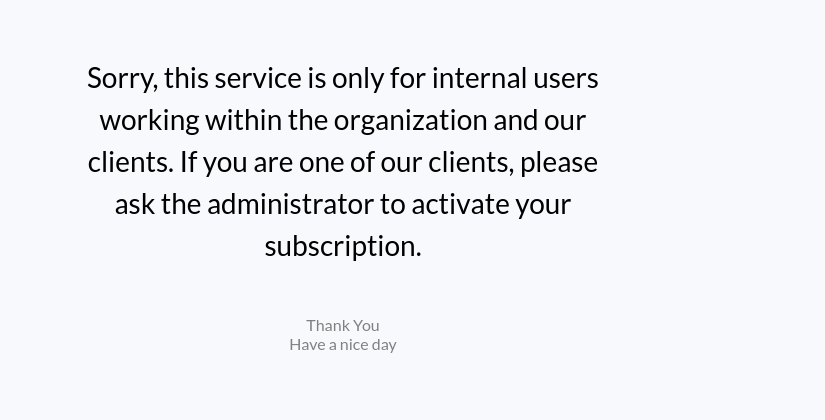 Sorry, this service is only for internal users
working within the organization and our
clients. If you are one of our clients, please
ask the administrator to activate your
subscription.
Thank You
Have a nice day